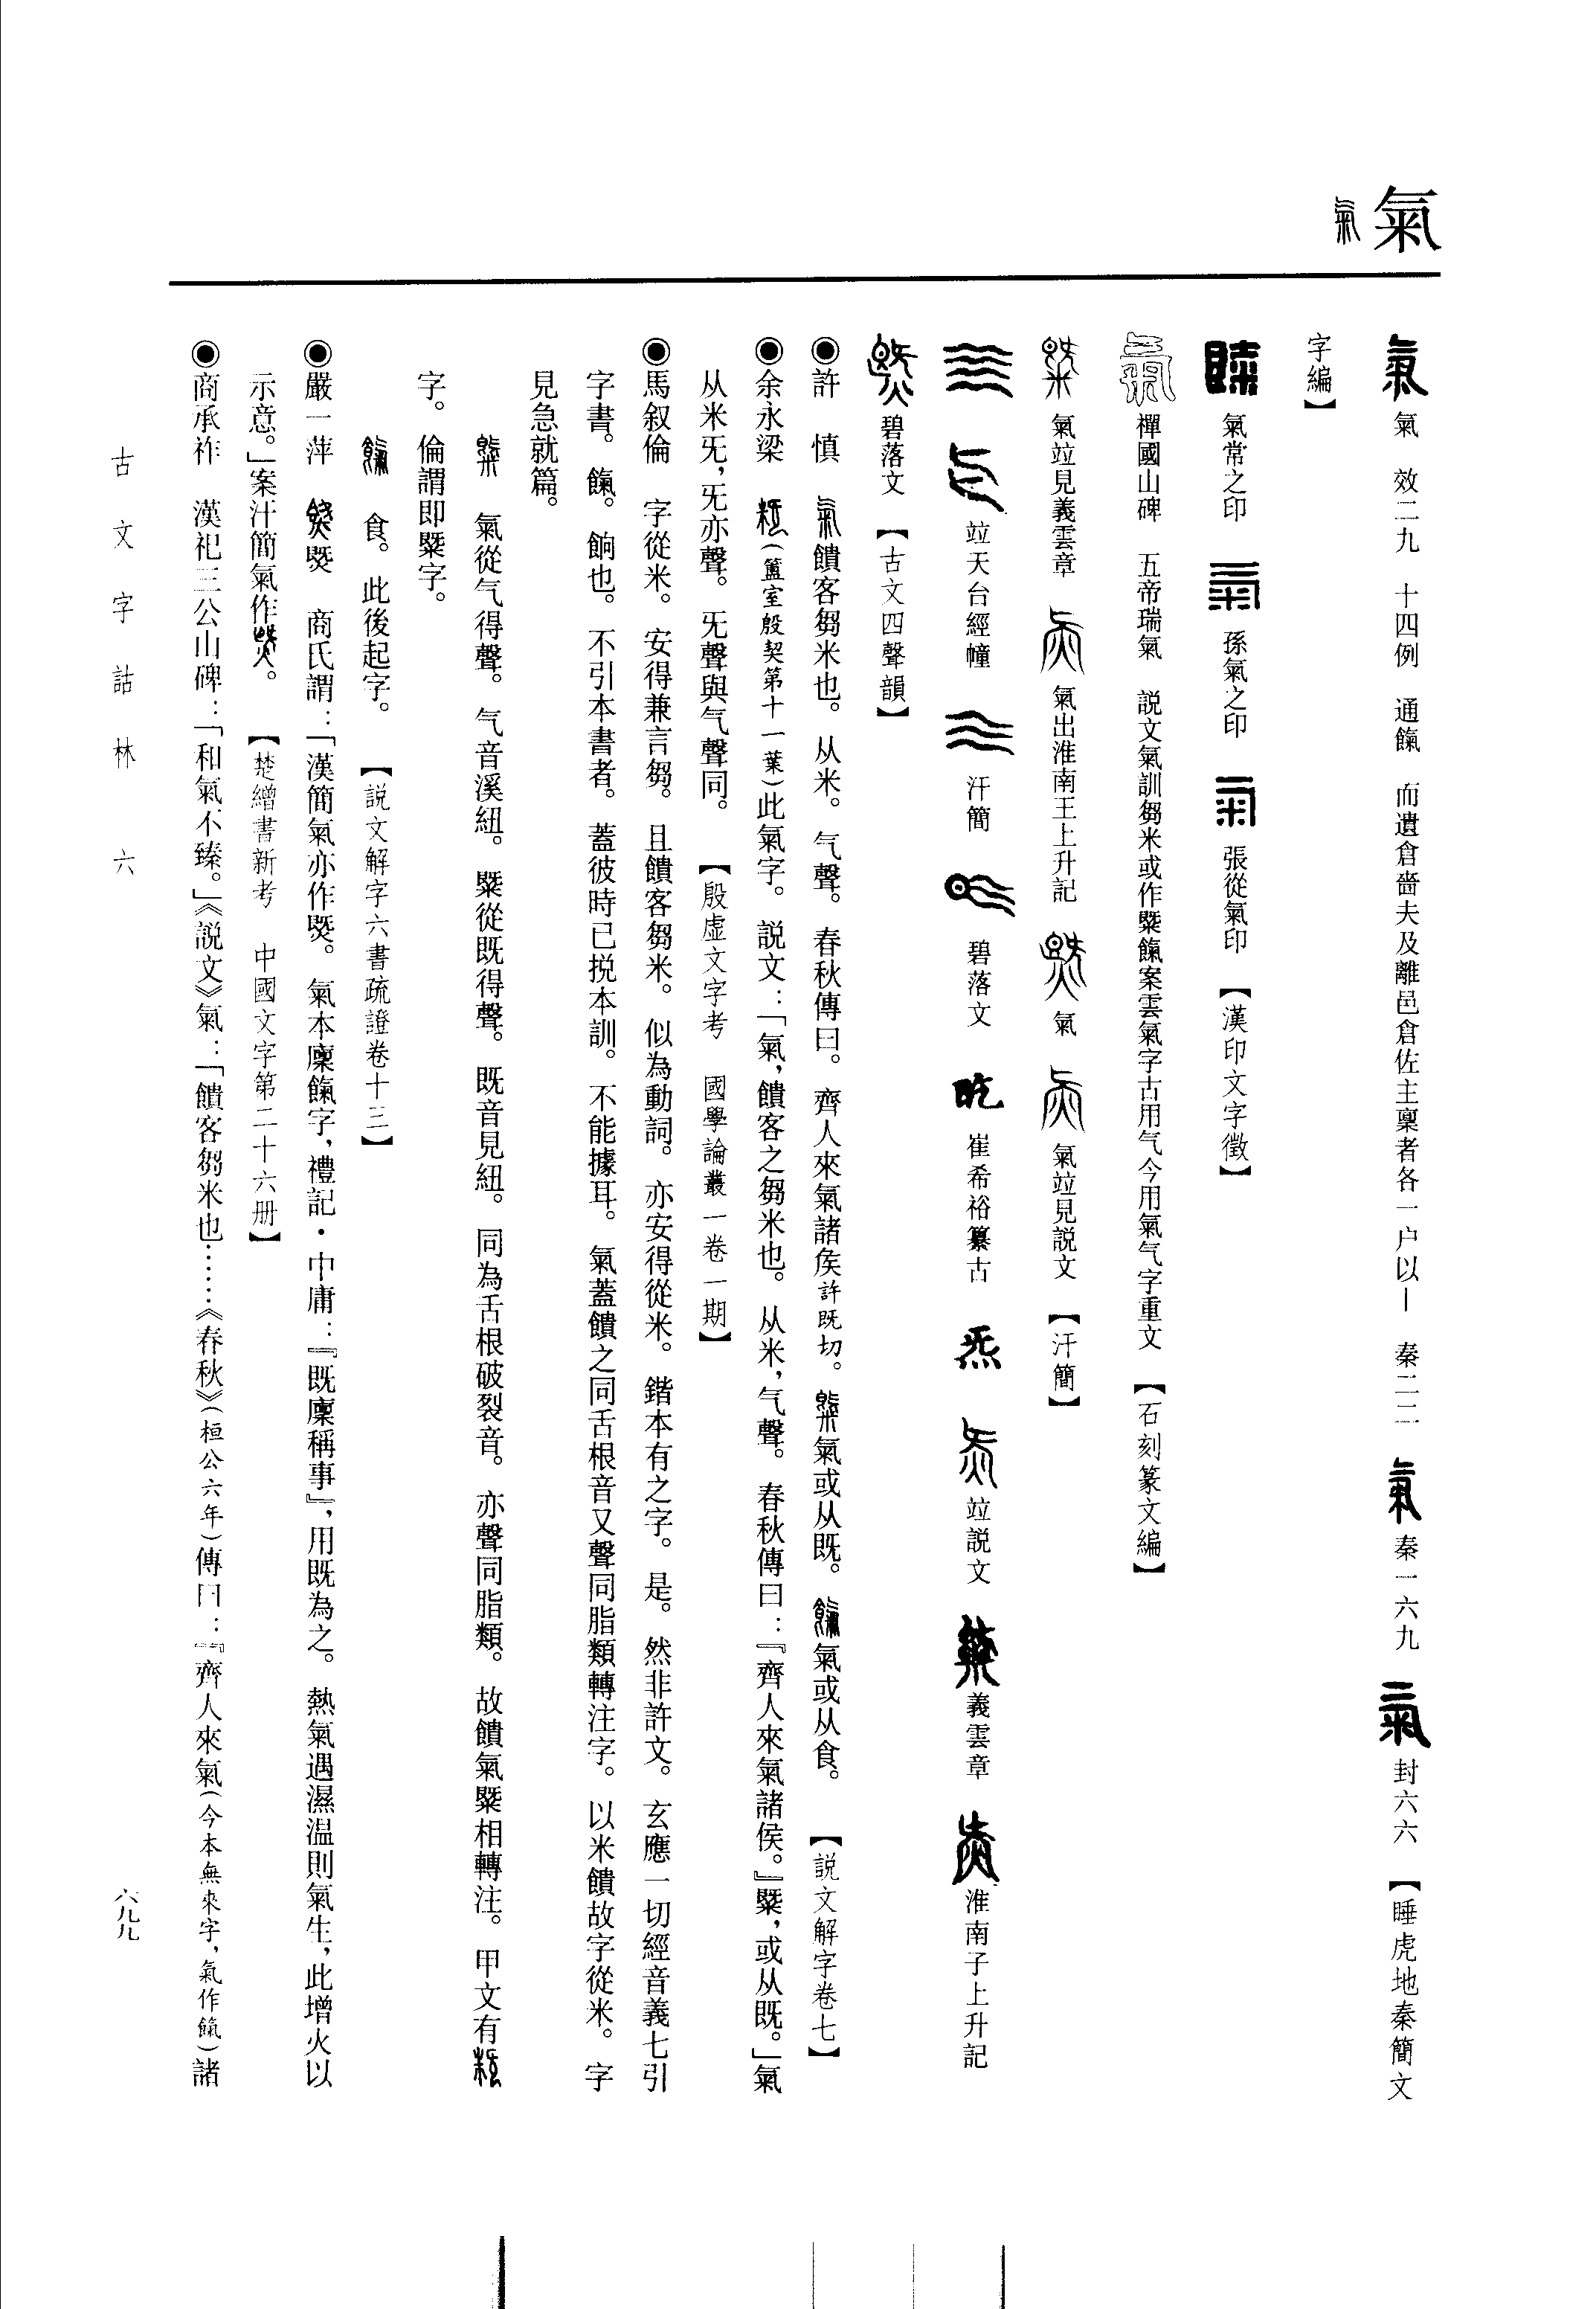 氣
氣　效二九　十四例　通餼　而遺倉嗇夫及離邑倉佐主稟者各一户以｜　秦二二　秦一六九　封六六　【睡虎地秦簡文
字編】
氣常之印　孫氣之印　張從氣印　【漢印文字徵】
禪國山碑　五帝瑞氣　説文氣訓芻米或作䊠餼案雲氣字古用气今用氣气字重文　【石刻篆文編】
氣竝見義雲章　氣出淮南王上升記　氣　氣竝見説文　【汗簡】
竝天台經幢　汗簡　碧落文　崔希裕纂古　炁　竝説文　義雲章　淮南子上升記
碧落文　【古文四聲韻】
◉許　慎　饋客芻米也。从米。气聲。春秋傳曰。齊人來氣諸矦許既切。氣或从既。氣或从食。　【説文解字卷七】
◉余永梁　（簠室殷契第十一葉）此氣字。説文：「氣，饋客之芻米也。从米，气聲。春秋傳曰：『齊人來氣諸侯。』䊠，或从既。」氣
从米旡，旡亦聲。旡聲與气聲同。　【殷虛文字考　國學論叢一卷一期】
◉馬叙倫　字從米。安得兼言芻。且饋客芻米。似為動詞。亦安得從米。鍇本有之字。是。然非許文。玄應一切經音義七引
字書。餼。餉也。不引本書者。蓋彼時已挩本訓。不能據耳。氣蓋饋之同舌根音又聲同脂類轉注字。以米饋故字從米。字
見急就篇。
氣從气得聲。气音溪紐。䊠從既得聲。既音見紐。同為舌根破裂音。亦聲同脂類。故饋氣䊠相轉注。甲文有
字。倫謂即䊠字。
食。此後起字。　【説文解字六書疏證卷十三】
◉嚴一萍　商氏謂：「漢簡氣亦作㷉。氣本廩餼字，禮記・中庸：『既廩稱事』，用既為之。熱氣遇濕温則氣生，此增火以
示意。」案汗簡氣作。　【楚繒書新考　中國文字第二十六册】
◉商承祚　漢祀三公山碑：「和氣不臻。」《説文》氣：「饋客芻米也……《春秋》（桓公六年）傳曰：『齊人來氣（今本無來字，氣作餼）諸
古文字詁林　六
六九九